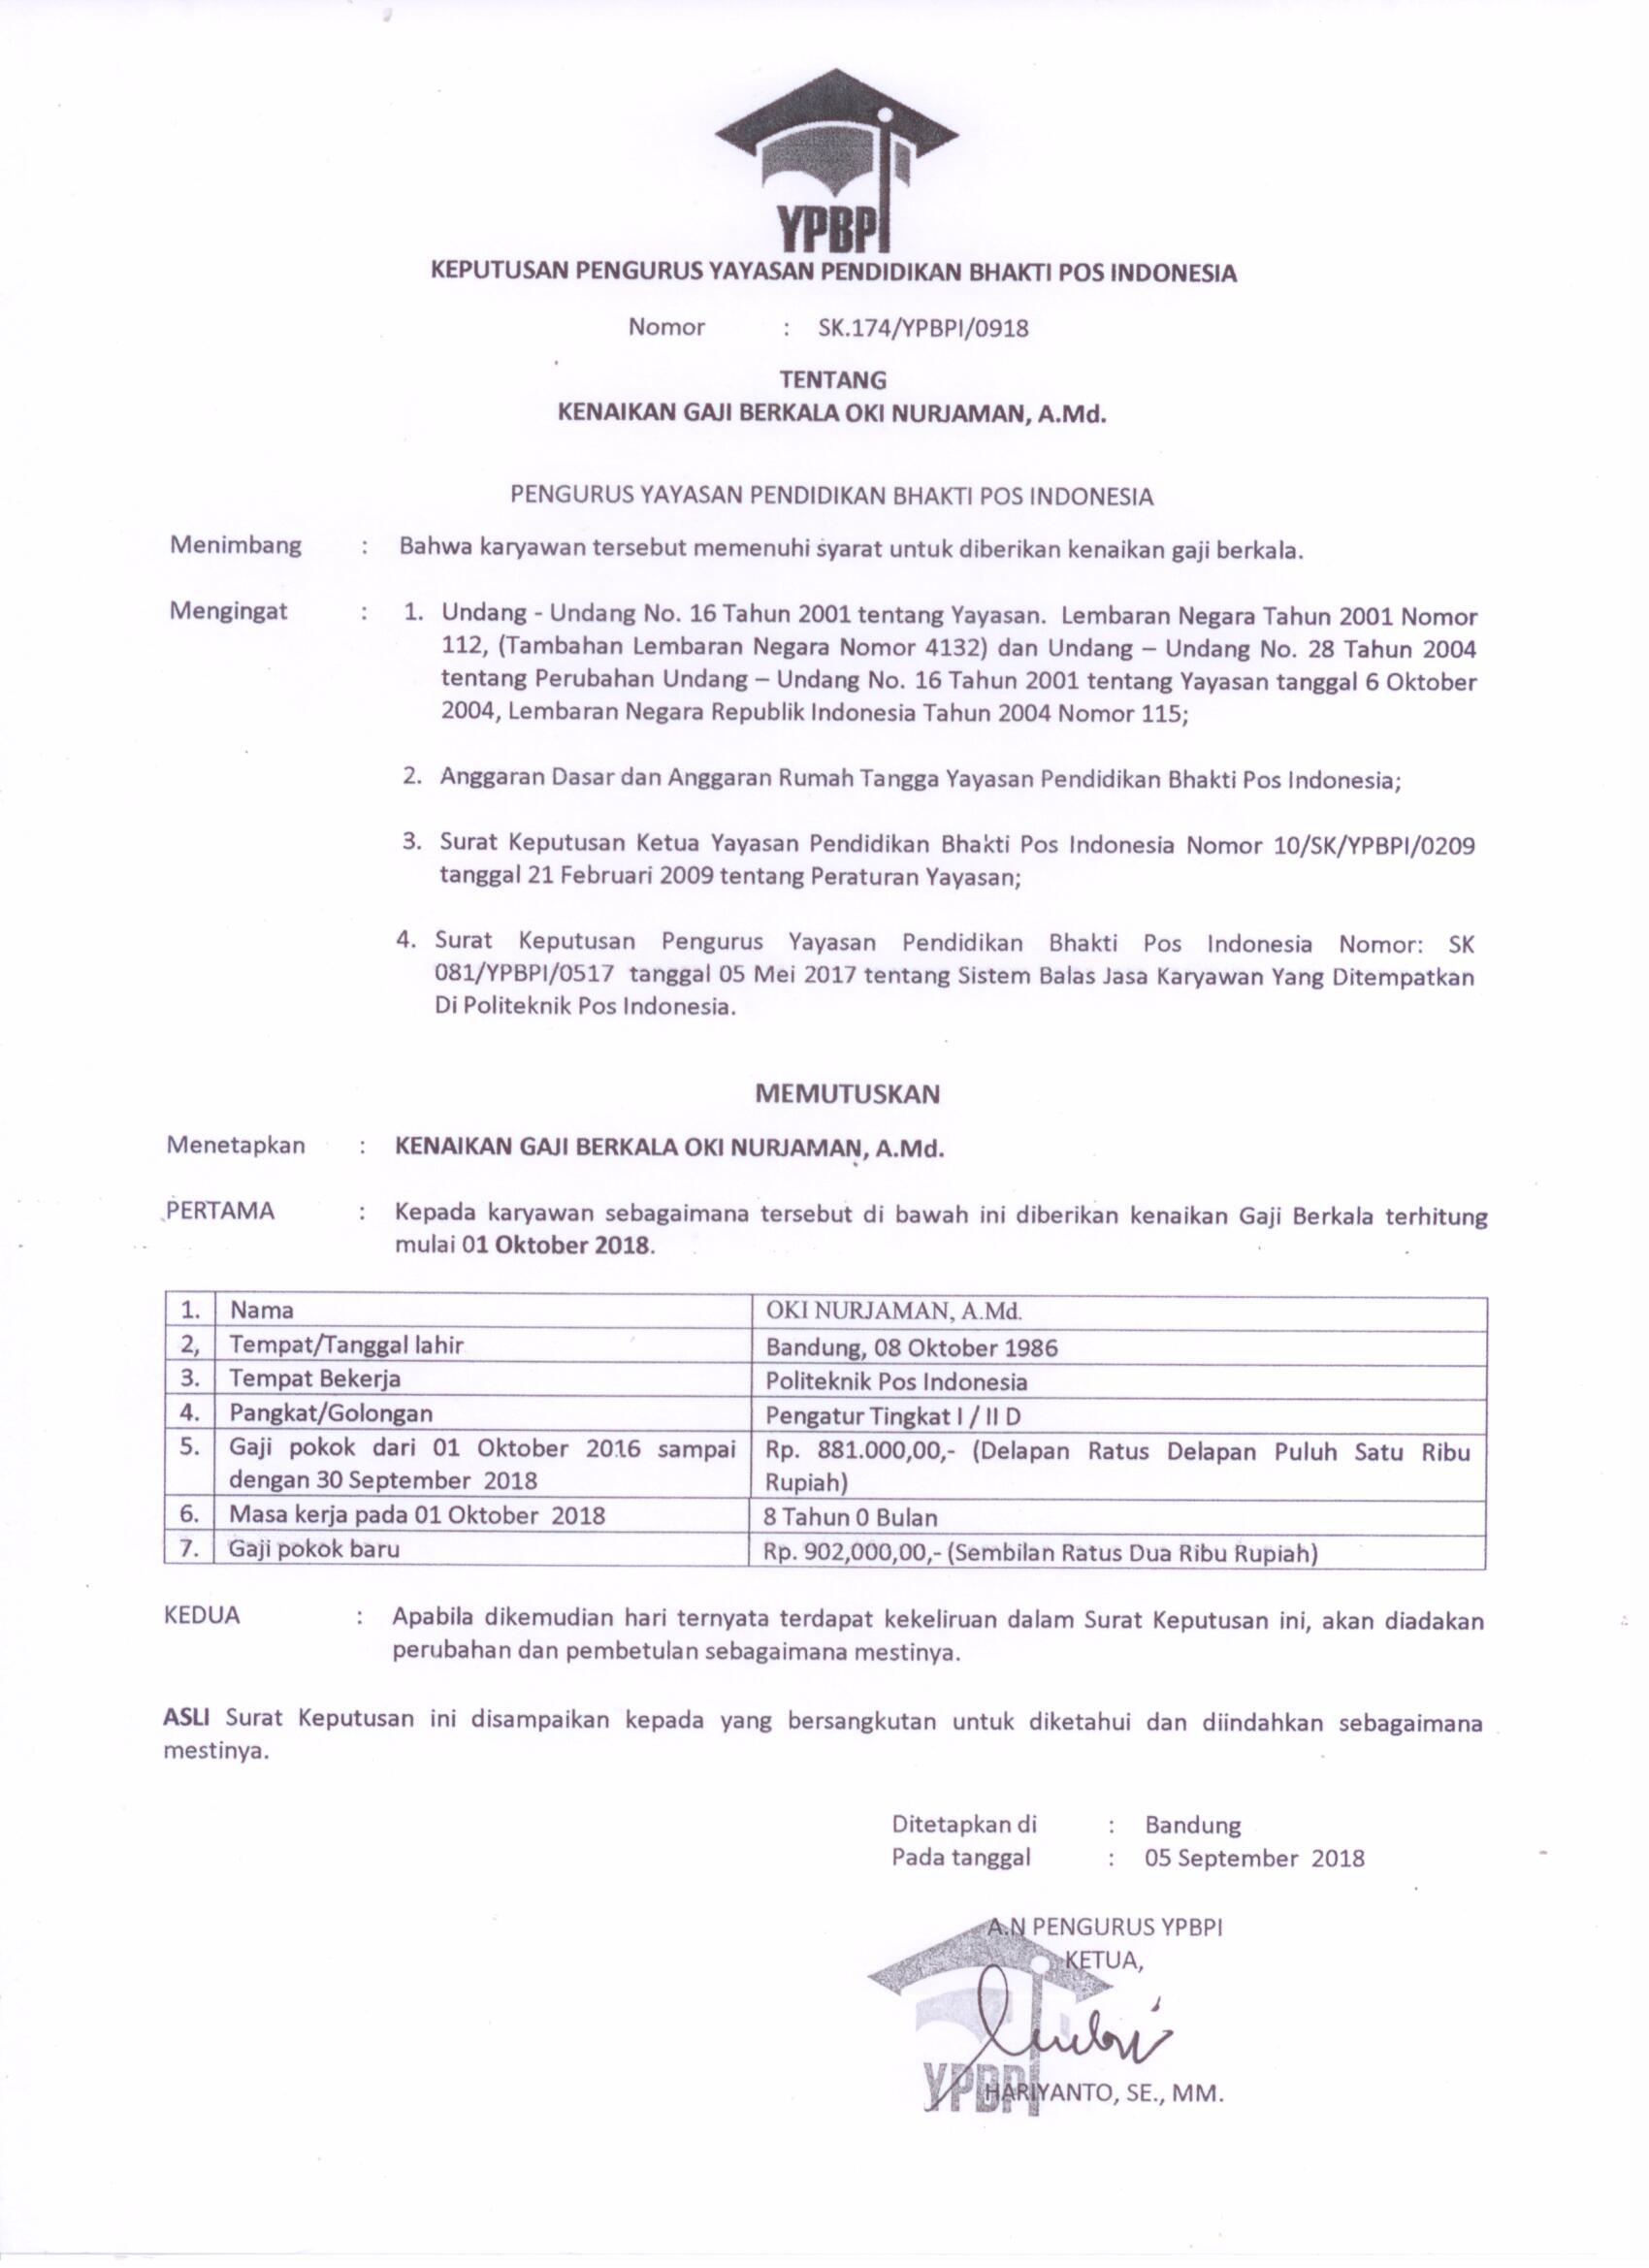 YPBPI
KEPUTUSAN PENGURUS YAYASAN PENDIDIKAN BHAKTI POS INDONESIA
Nomor : SK.174/YPBPI/0918
TENTANG
KENAIKAN GAJI BERKALA OKI NURJAMAN, A.Md.
PENGURUS YAYASAN PENDIDIKAN BHAKTI POS INDONESIA
Menimbang : Bahwa karyawan tersebut memenuhi syarat untuk diberikan kenaikan gaji berkala.
Mengingat : 1. Undang - Undang No. 16 Tahun 2001 tentang Yayasan. Lembaran Negara Tahun 2001 Nomor
112, (Tambahan Lembaran Negara Nomor 4132) dan Undang – Undang No. 28 Tahun 2004
tentang Perubahan Undang – Undang No. 16 Tahun 2001 tentang Yayasan tanggal 6 Oktober
2004, Lembaran Negara Republik Indonesia Tahun 2004 Nomor 115;
2. Anggaran Dasar dan Anggaran Rumah Tangga Yayasan Pendidikan Bhakti Pos Indonesia;
3. Surat Keputusan Ketua Yayasan Pendidikan Bhakti Pos Indonesia Nomor 10/SK/YPBPI/0209
tanggal 21 Februari 2009 tentang Peraturan Yayasan;
4. Surat Keputusan Pengurus Yayasan Pendidikan Bhakti Pos Indonesia Nomor: SK
081/YPBPI/0517 tanggal 05 Mei 2017 tentang Sistem Balas Jasa Karyawan Yang Ditempatkan
Di Politeknik Pos Indonesia.
MEMUTUSKAN
Menetapkan : KENAIKAN GAJI BERKALA OKI NURJAMAN, A.Md.
PERTAMA : Kepada karyawan sebagaimana tersebut di bawah ini diberikan kenaikan Gaji Berkala terhitung
mulai 01 Oktober 2018.
1. Nama OKI NURJAMAN, A.Md.
2, Tempat/Tanggal lahir Bandung, 08 Oktober 1986
3. Tempat Bekerja Politeknik Pos Indonesia
4. Pangkat/Golongan Pengatur Tingkat I / II D
5. Gaji pokok dari 01 Oktober 2016 sampai Rp. 881.000,00,- (Delapan Ratus Delapan Puluh Satu Ribu
dengan 30 September 2018 Rupiah)
6. Masa kerja pada 01 Oktober 2018 8 Tahun 0 Bulan
7. Gaji pokok baru Rp. 902,000,00,- (Sembilan Ratus Dua Ribu Rupiah)
KEDUA : Apabila dikemudian hari ternyata terdapat kekeliruan dalam Surat Keputusan ini, akan diadakan
perubahan dan pembetulan sebagaimana mestinya.
ASLI Surat Keputusan ini disampaikan kepada yang bersangkutan untuk diketahui dan diindahkan sebagaimana
mestinya.
Ditetapkan di : Bandung
Pada tanggal : 05 September 2018
A.N PENGURUS YPBPI
KETUA,
YPBPI
HARIYANTO, SE., MM.